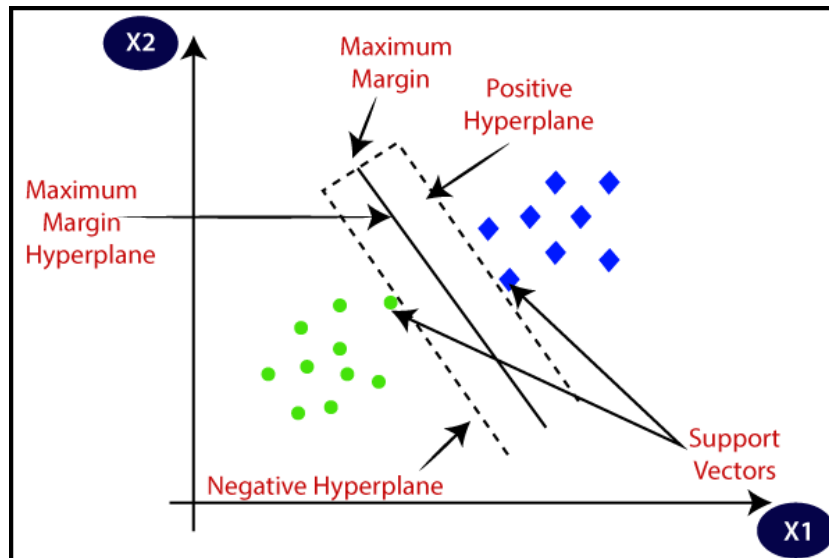 X2
Maximum
Margin
Positive
Hyperplane
Maximum
Margin
Hyperplane
Support
Vectors
Negative Hyperplane
X1